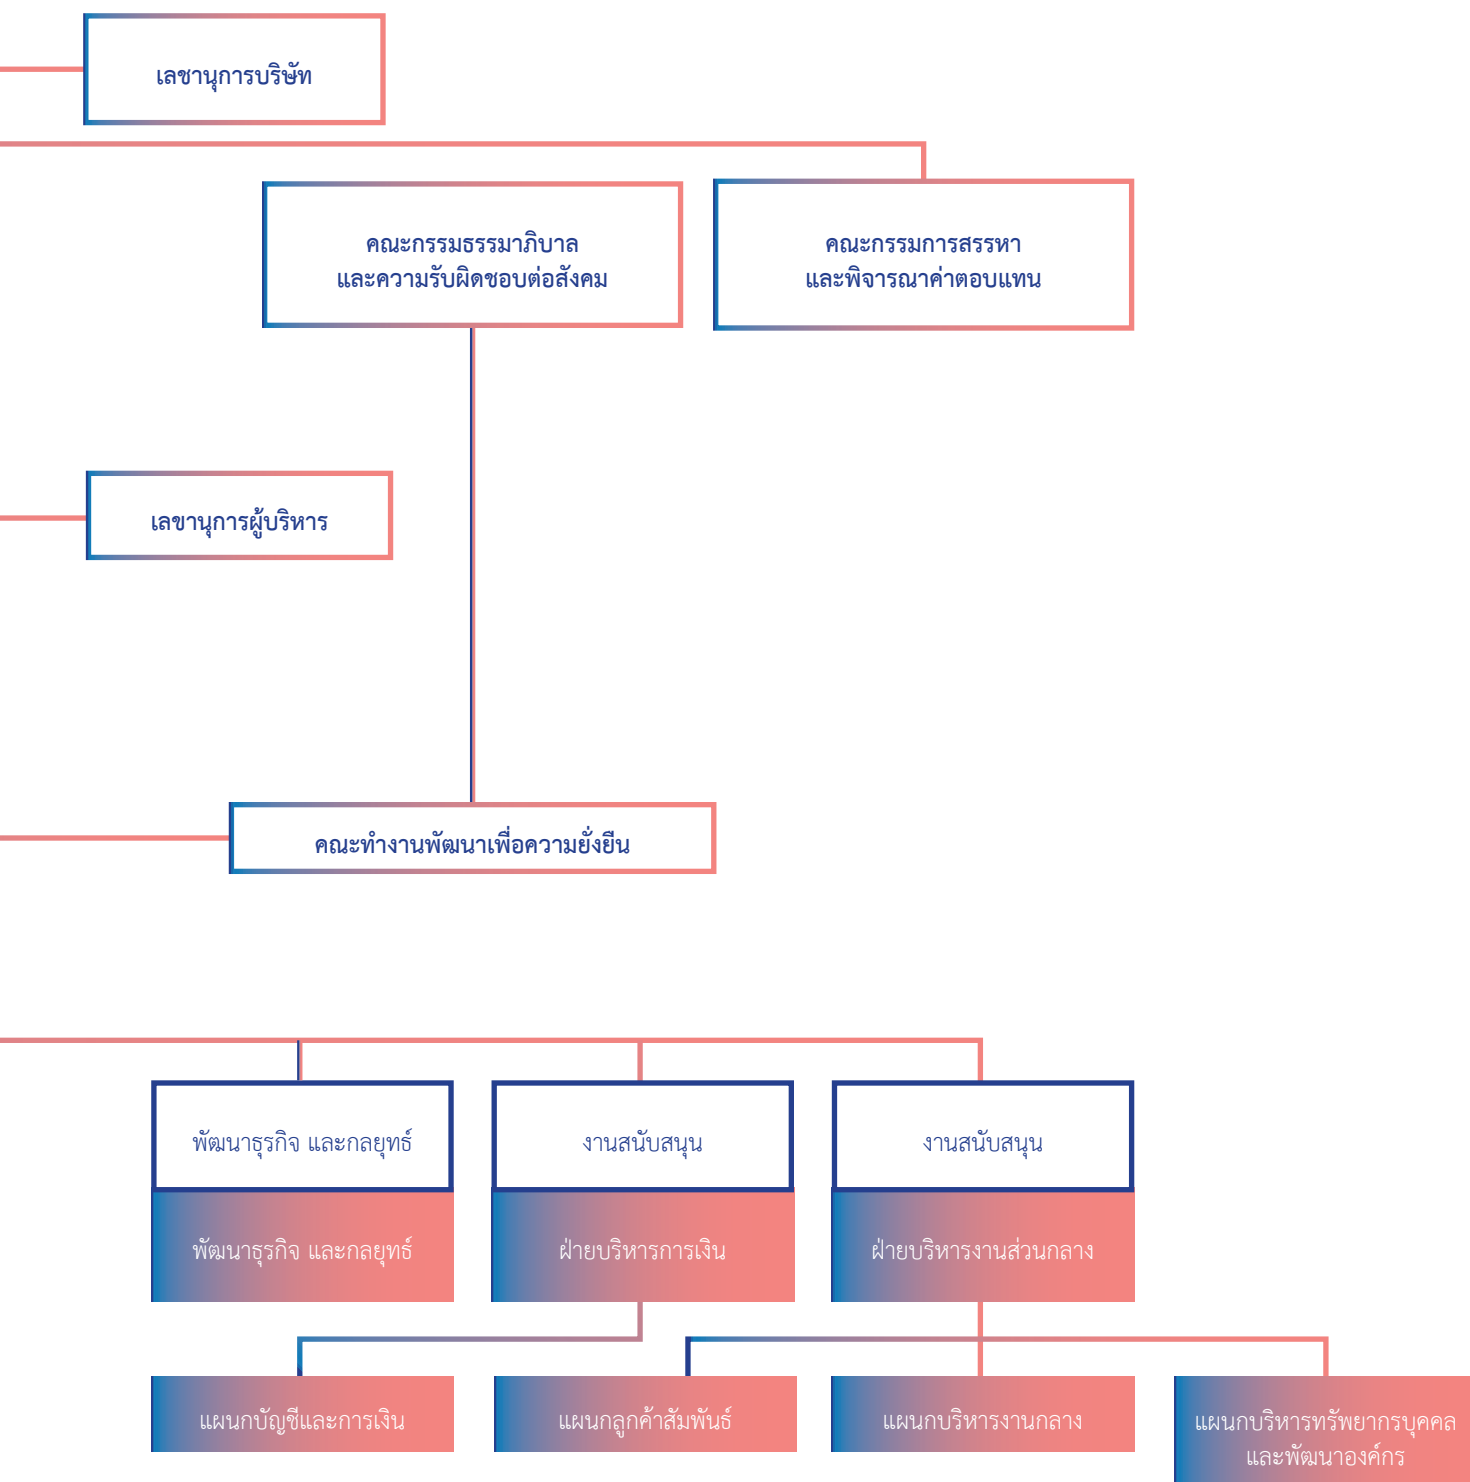 เลชานุการบริษัท
คณะกรรมธรรมาภิบาล
และความรับผิดชอบต่อสังคม
คณะกรรมการสรรหา
และพิจารณาค่าตอบแทน
เลขานุการผู้บริหาร
คณะทำงานพัฒนาเพื่อความยั่งยืน
พัฒนาธุรกิจ และกลยุทธ์
งานสนับสนุน
งานสนับสนุน
พัฒนาธุรกิจ และกลยุทธ์
ฝ่ายบริหารการเงิน
ฝ่ายบริหารงานส่วนกลาง
แผนกบัญชีและการเงิน
แผนกลูกค้าสัมพันธ์
แผนกบริหารงานกลาง
แผนกบริหารทรัพยากรบุคคล
และพัฒนาองค์กร